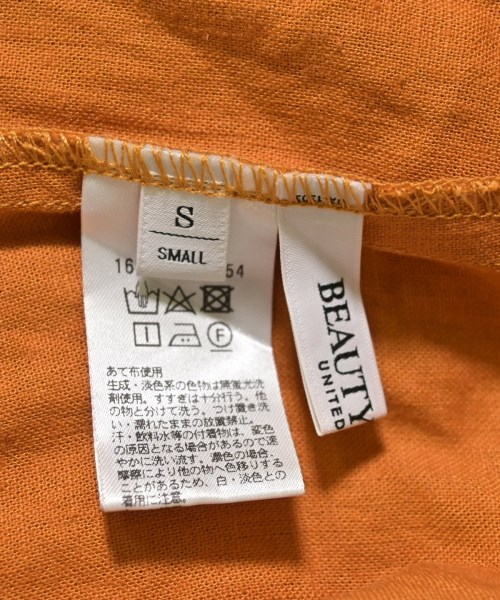 S
SMALL
16
54
あて布使用
生成・淡色系の色物は無蛍光洗
剤使用。すすぎは十分行う。他
の物と分けて洗う。つけ置き洗
い・濡れたままの放置禁止。
汗・飲料水等の付着物は、変色
の原因となる場合があるので速
やかに洗い流す。濃色の製品は、
摩擦により他の物へ色移りする
ことがあるため、白・淡色との
着用に注意。
BEAUTY
UNITED